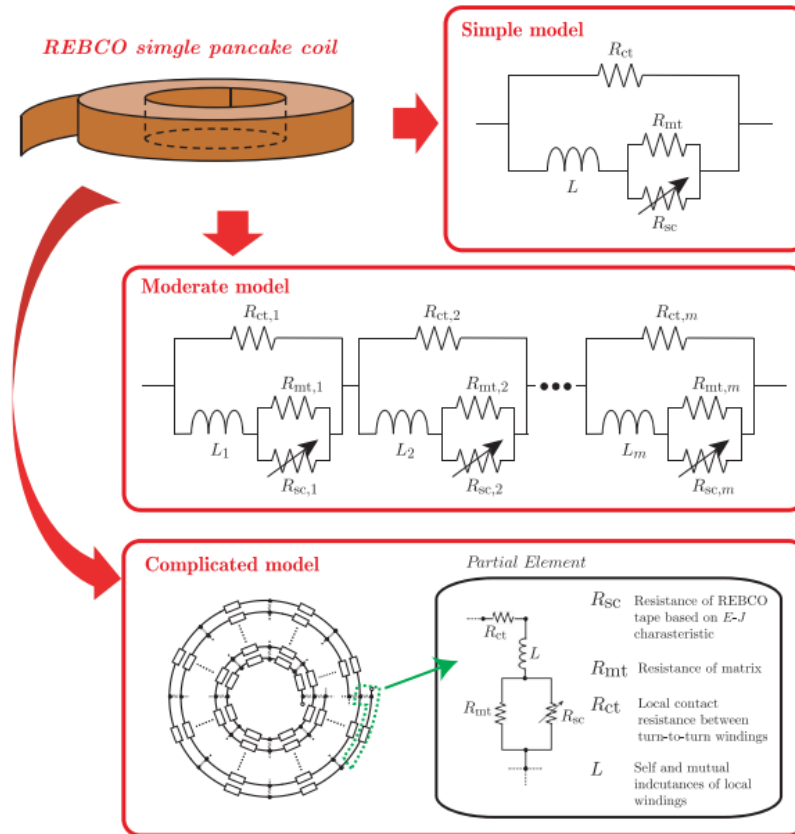 REBCO simgle pancake coil
Simple model
R_ct
R_mt
L
R_sc
Moderate model
R_ct,1
R_ct,2
R_ct,m
R_mt,1
R_mt,2
R_mt,m
L_1
L_2
L_m
R_sc,1
R_sc,2
R_sc,m
Complicated model
Partial Element
R_ct
L
R_mt
R_sc
R_sc Resistance of REBCO
tape based on E-J
charasteristic
R_mt Resistance of matrix
R_ct Local contact
resistance between
turn-to-turn windings
L Self and mutual
indcutances of local
windings